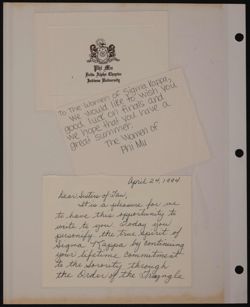 Phi Mu
Delta Alpha Chapter
Indiana University
To The Women of Sigma Kappa,
We would like to wish you
good luck on finals and
we hope that you have a
great summer.
The Women of
Phi Mu
April 24, 1994
Dear Sisters of Tau,
It is a pleasure for me
to have this opportunity to
write to you today. You
personify the true spirit of
Sigma Kappa by continuing
your lifetime commitment
to the Sorority through
the Order of the Triangle